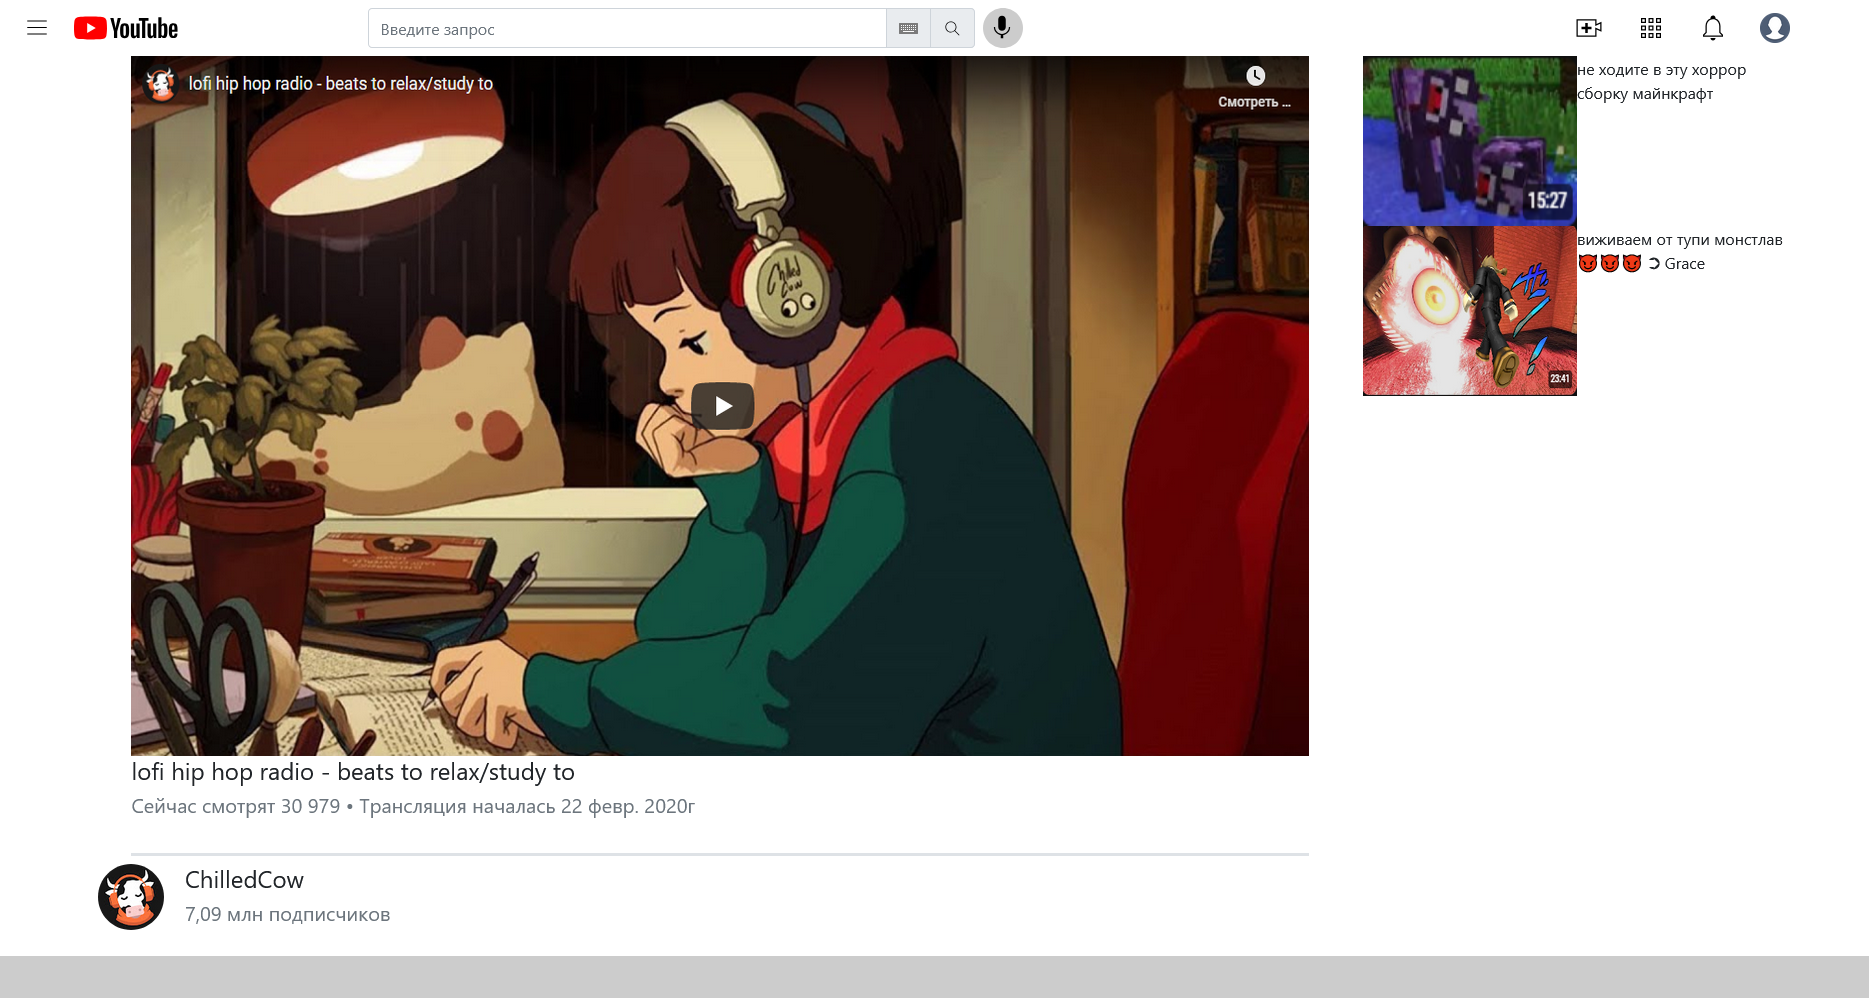 YouTube
Введите запрос
lofi hip hop radio - beats to relax/study to
Смотреть ...
Chilled
Cow
15:27
не ходите в эту хоррор
сборку майнкрафт
23:41
виживаем от тупи монстлав
😈😈😈 ➲ Grace
lofi hip hop radio - beats to relax/study to
Сейчас смотрят 30 979 • Трансляция началась 22 февр. 2020г
ChilledCow
7,09 млн подписчиков